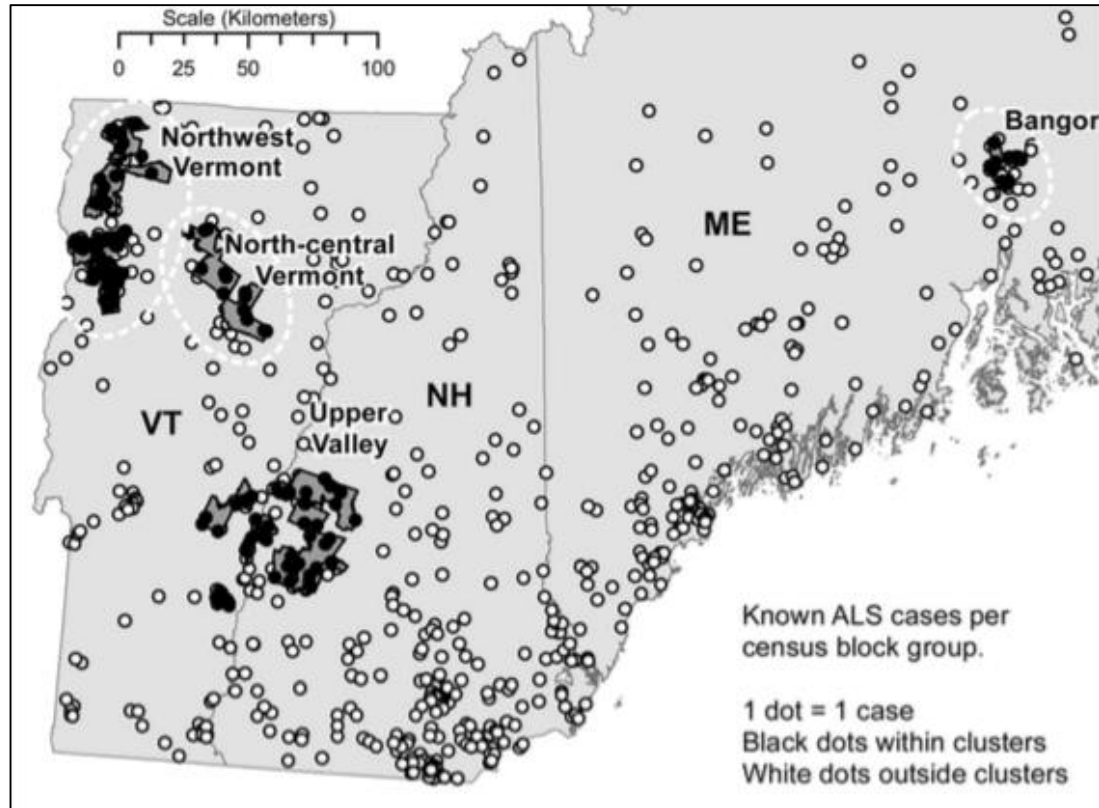 Scale (Kilometers)
0 25 50 100
Northwest
Vermont
Bangor
North-central
Vermont
ME
NH
VT
Upper
Valley
Known ALS cases per
census block group.
1 dot = 1 case
Black dots within clusters
White dots outside clusters